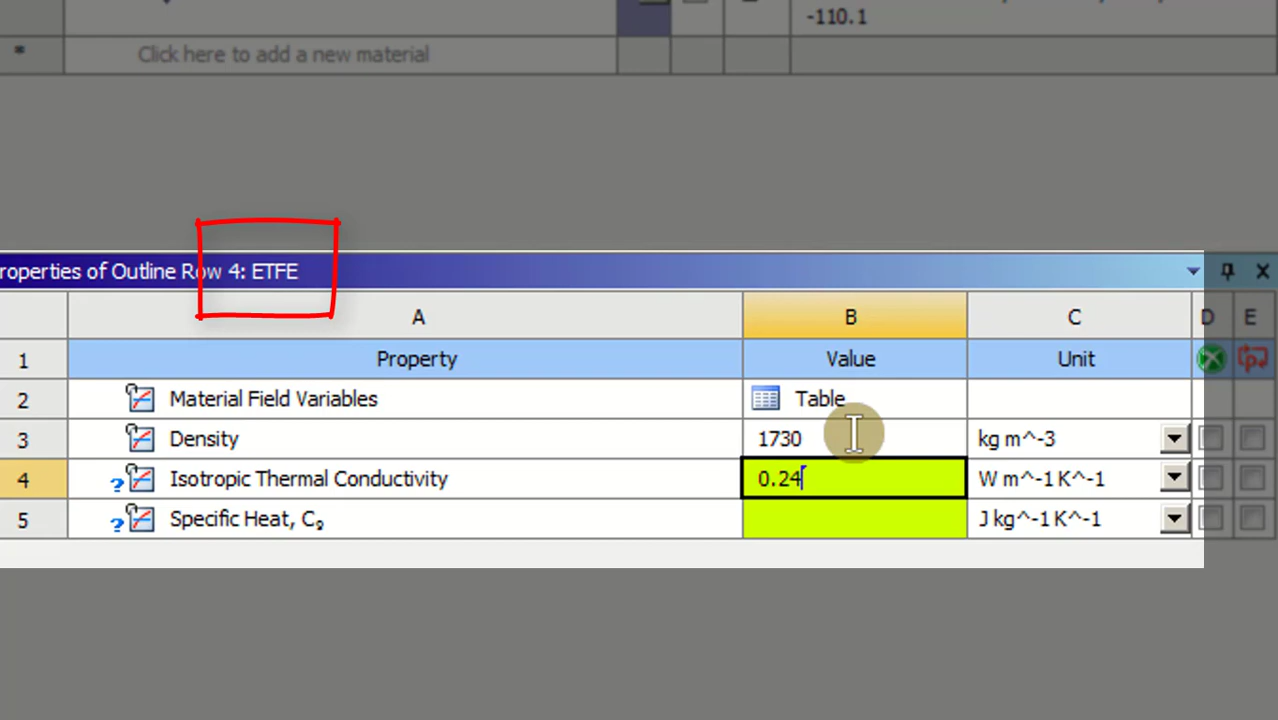 -110.1
* Click here to add a new material
roperties of Outline Row 4: ETFE
A B C D E
1 Property Value Unit
2 Material Field Variables Table
3 Density 1730 kg m^-3
4 ? Isotropic Thermal Conductivity 0.24 W m^-1 K^-1
5 ? Specific Heat, Cₚ J kg^-1 K^-1